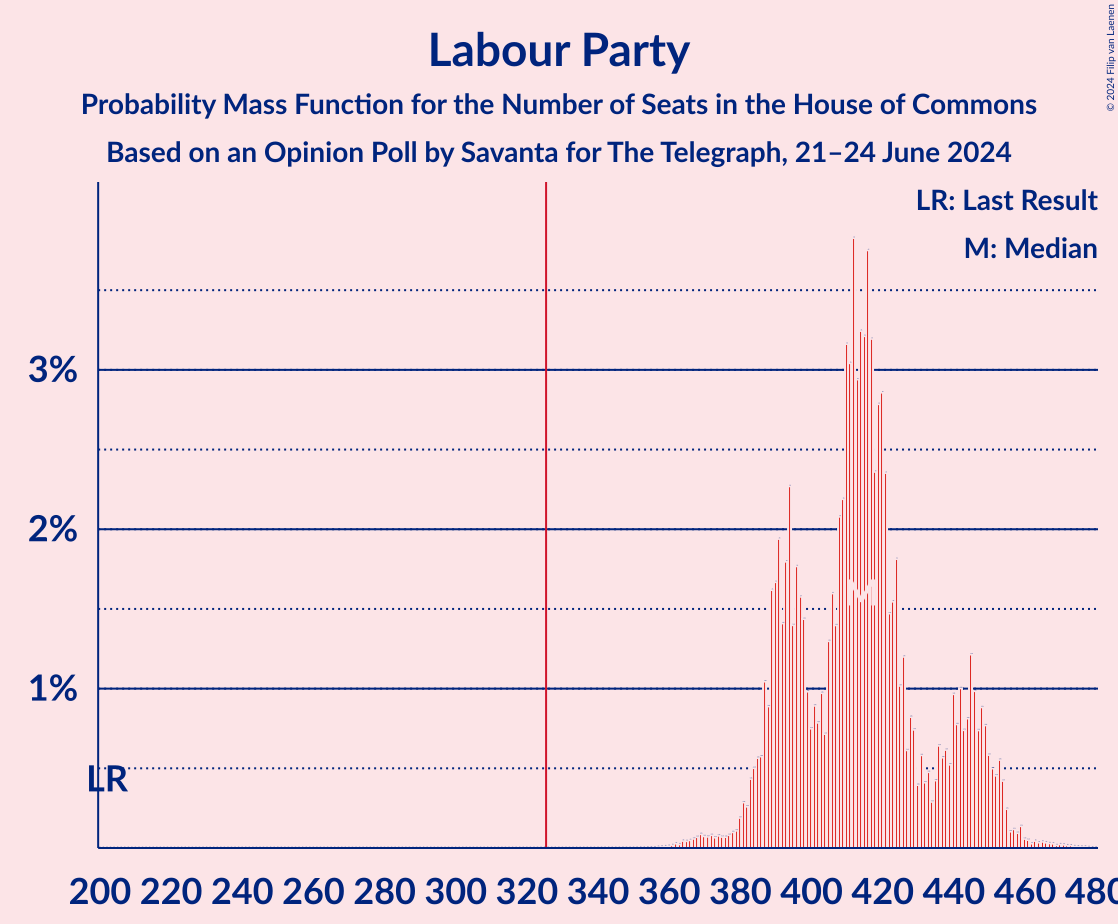 Labour Party
Probability Mass Function for the Number of Seats in the House of Commons
Based on an Opinion Poll by Savanta for The Telegraph, 21–24 June 2024
© 2024 Filip van Laenen
LR: Last Result
M: Median
3%
2%
1%
LR
200 220 240 260 280 300 320 340 360 380 400 420 440 460 480